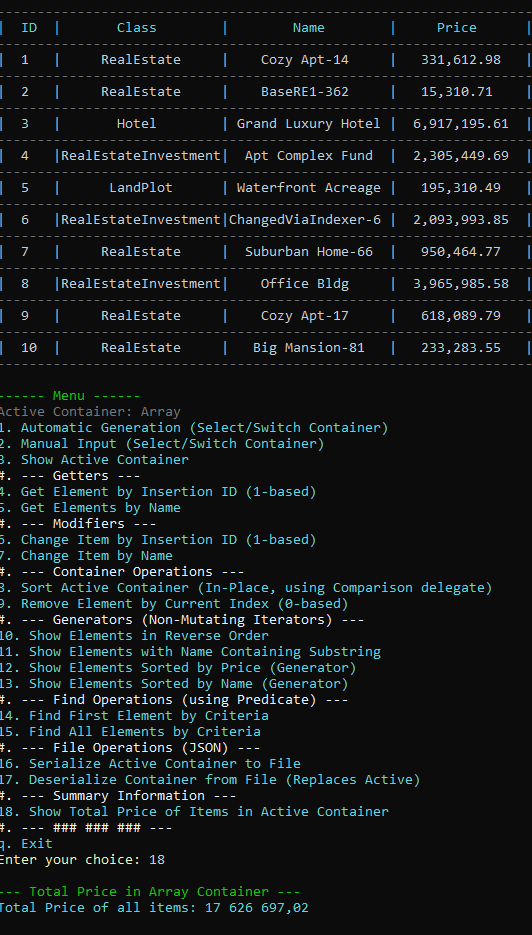 | ID | Class | Name | Price |
| 1 | RealEstate | Cozy Apt-14 | 331,612.98 |
| 2 | RealEstate | BaseRE1-362 | 15,310.71 |
| 3 | Hotel | Grand Luxury Hotel | 6,917,195.61 |
| 4 |RealEstateInvestment| Apt Complex Fund | 2,305,449.69 |
| 5 | LandPlot | Waterfront Acreage | 195,310.49 |
| 6 |RealEstateInvestment|ChangedViaIndexer-6 | 2,093,993.85 |
| 7 | RealEstate | Suburban Home-66 | 950,464.77 |
| 8 |RealEstateInvestment| Office Bldg | 3,965,985.58 |
| 9 | RealEstate | Cozy Apt-17 | 618,089.79 |
| 10 | RealEstate | Big Mansion-81 | 233,283.55 |
------ Menu ------
Active Container: Array
1. Automatic Generation (Select/Switch Container)
2. Manual Input (Select/Switch Container)
3. Show Active Container
#. --- Getters ---
4. Get Element by Insertion ID (1-based)
5. Get Elements by Name
#. --- Modifiers ---
6. Change Item by Insertion ID (1-based)
7. Change Item by Name
#. --- Container Operations ---
8. Sort Active Container (In-Place, using Comparison delegate)
9. Remove Element by Current Index (0-based)
#. --- Generators (Non-Mutating Iterators) ---
10. Show Elements in Reverse Order
11. Show Elements with Name Containing Substring
12. Show Elements Sorted by Price (Generator)
13. Show Elements Sorted by Name (Generator)
#. --- Find Operations (using Predicate) ---
14. Find First Element by Criteria
15. Find All Elements by Criteria
#. --- File Operations (JSON) ---
16. Serialize Active Container to File
17. Deserialize Container from File (Replaces Active)
#. --- Summary Information ---
18. Show Total Price of Items in Active Container
#. --- ### ### ### ---
q. Exit
Enter your choice: 18
--- Total Price in Array Container ---
Total Price of all items: 17 626 697,02